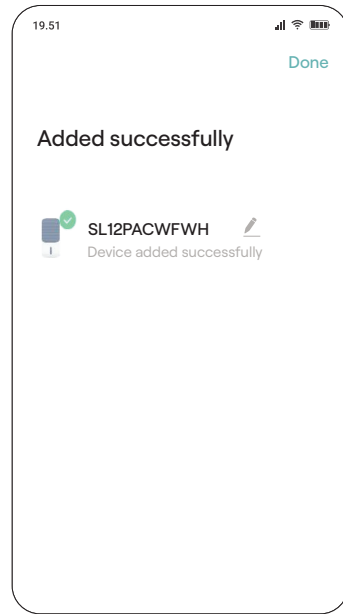 19.51
Done
Added successfully
SL12PACWFWH
Device added successfully